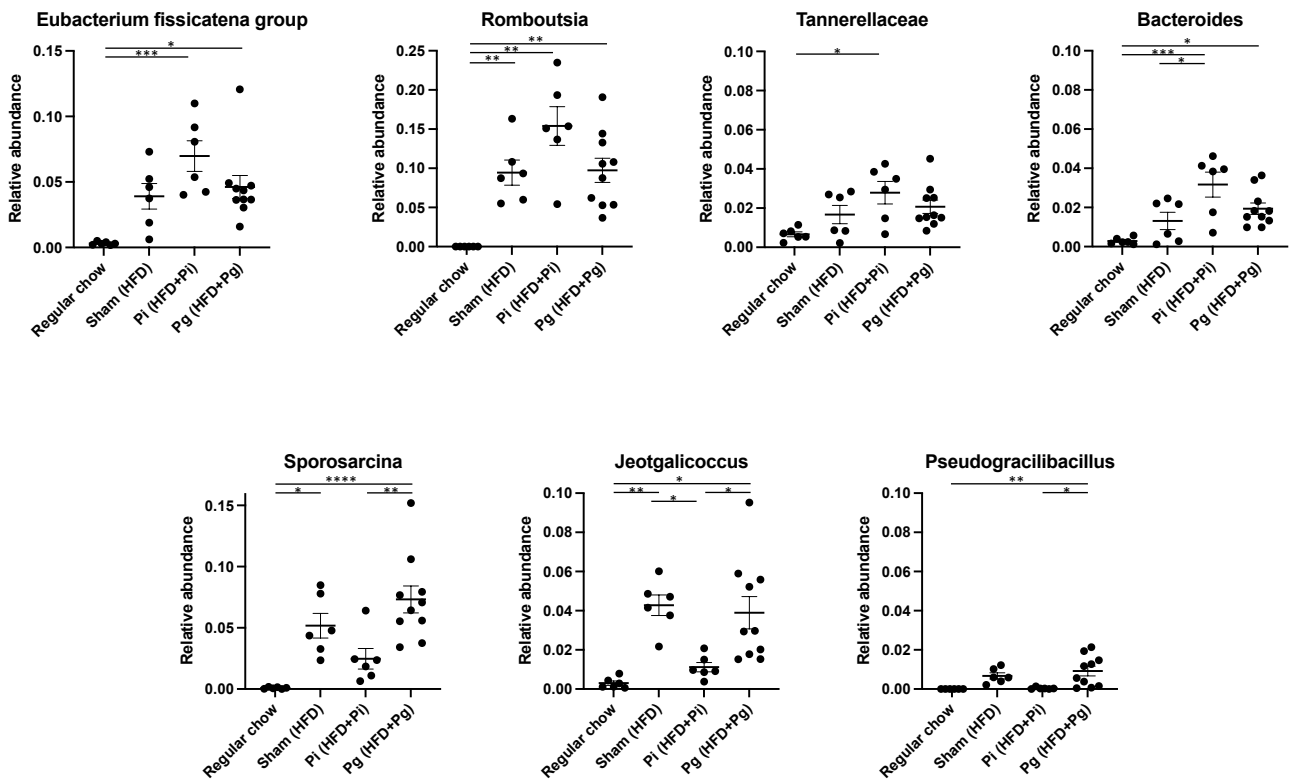 Eubacterium fissicatena group
*
***
Relative abundance
0.15
0.10
0.05
0.00
Regular chow
Sham (HFD)
Pi (HFD+Pi)
Pg (HFD+Pg)
Romboutsia
**
**
**
Relative abundance
0.25
0.20
0.15
0.10
0.05
0.00
Regular chow
Sham (HFD)
Pi (HFD+Pi)
Pg (HFD+Pg)
Tannerellaceae
*
Relative abundance
0.10
0.08
0.06
0.04
0.02
0.00
Regular chow
Sham (HFD)
Pi (HFD+Pi)
Pg (HFD+Pg)
Bacteroides
*
***
*
Relative abundance
0.10
0.08
0.06
0.04
0.02
0.00
Regular chow
Sham (HFD)
Pi (HFD+Pi)
Pg (HFD+Pg)
Sporosarcina
****
*
**
Relative abundance
0.15
0.10
0.05
0.00
Regular chow
Sham (HFD)
Pi (HFD+Pi)
Pg (HFD+Pg)
Jeotgalicoccus
*
**
*
*
Relative abundance
0.10
0.08
0.06
0.04
0.02
0.00
Regular chow
Sham (HFD)
Pi (HFD+Pi)
Pg (HFD+Pg)
Pseudogracilibacillus
**
*
Relative abundance
0.10
0.08
0.06
0.04
0.02
0.00
Regular chow
Sham (HFD)
Pi (HFD+Pi)
Pg (HFD+Pg)